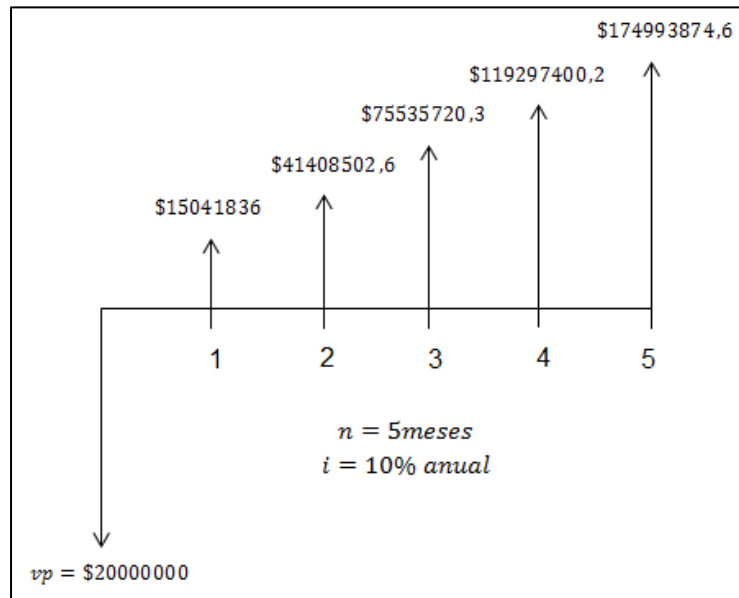 $174993874,6
$119297400,2
$75535720,3
$41408502,6
$15041836
1 2 3 4 5
n = 5meses
i = 10% anual
vp = $20000000